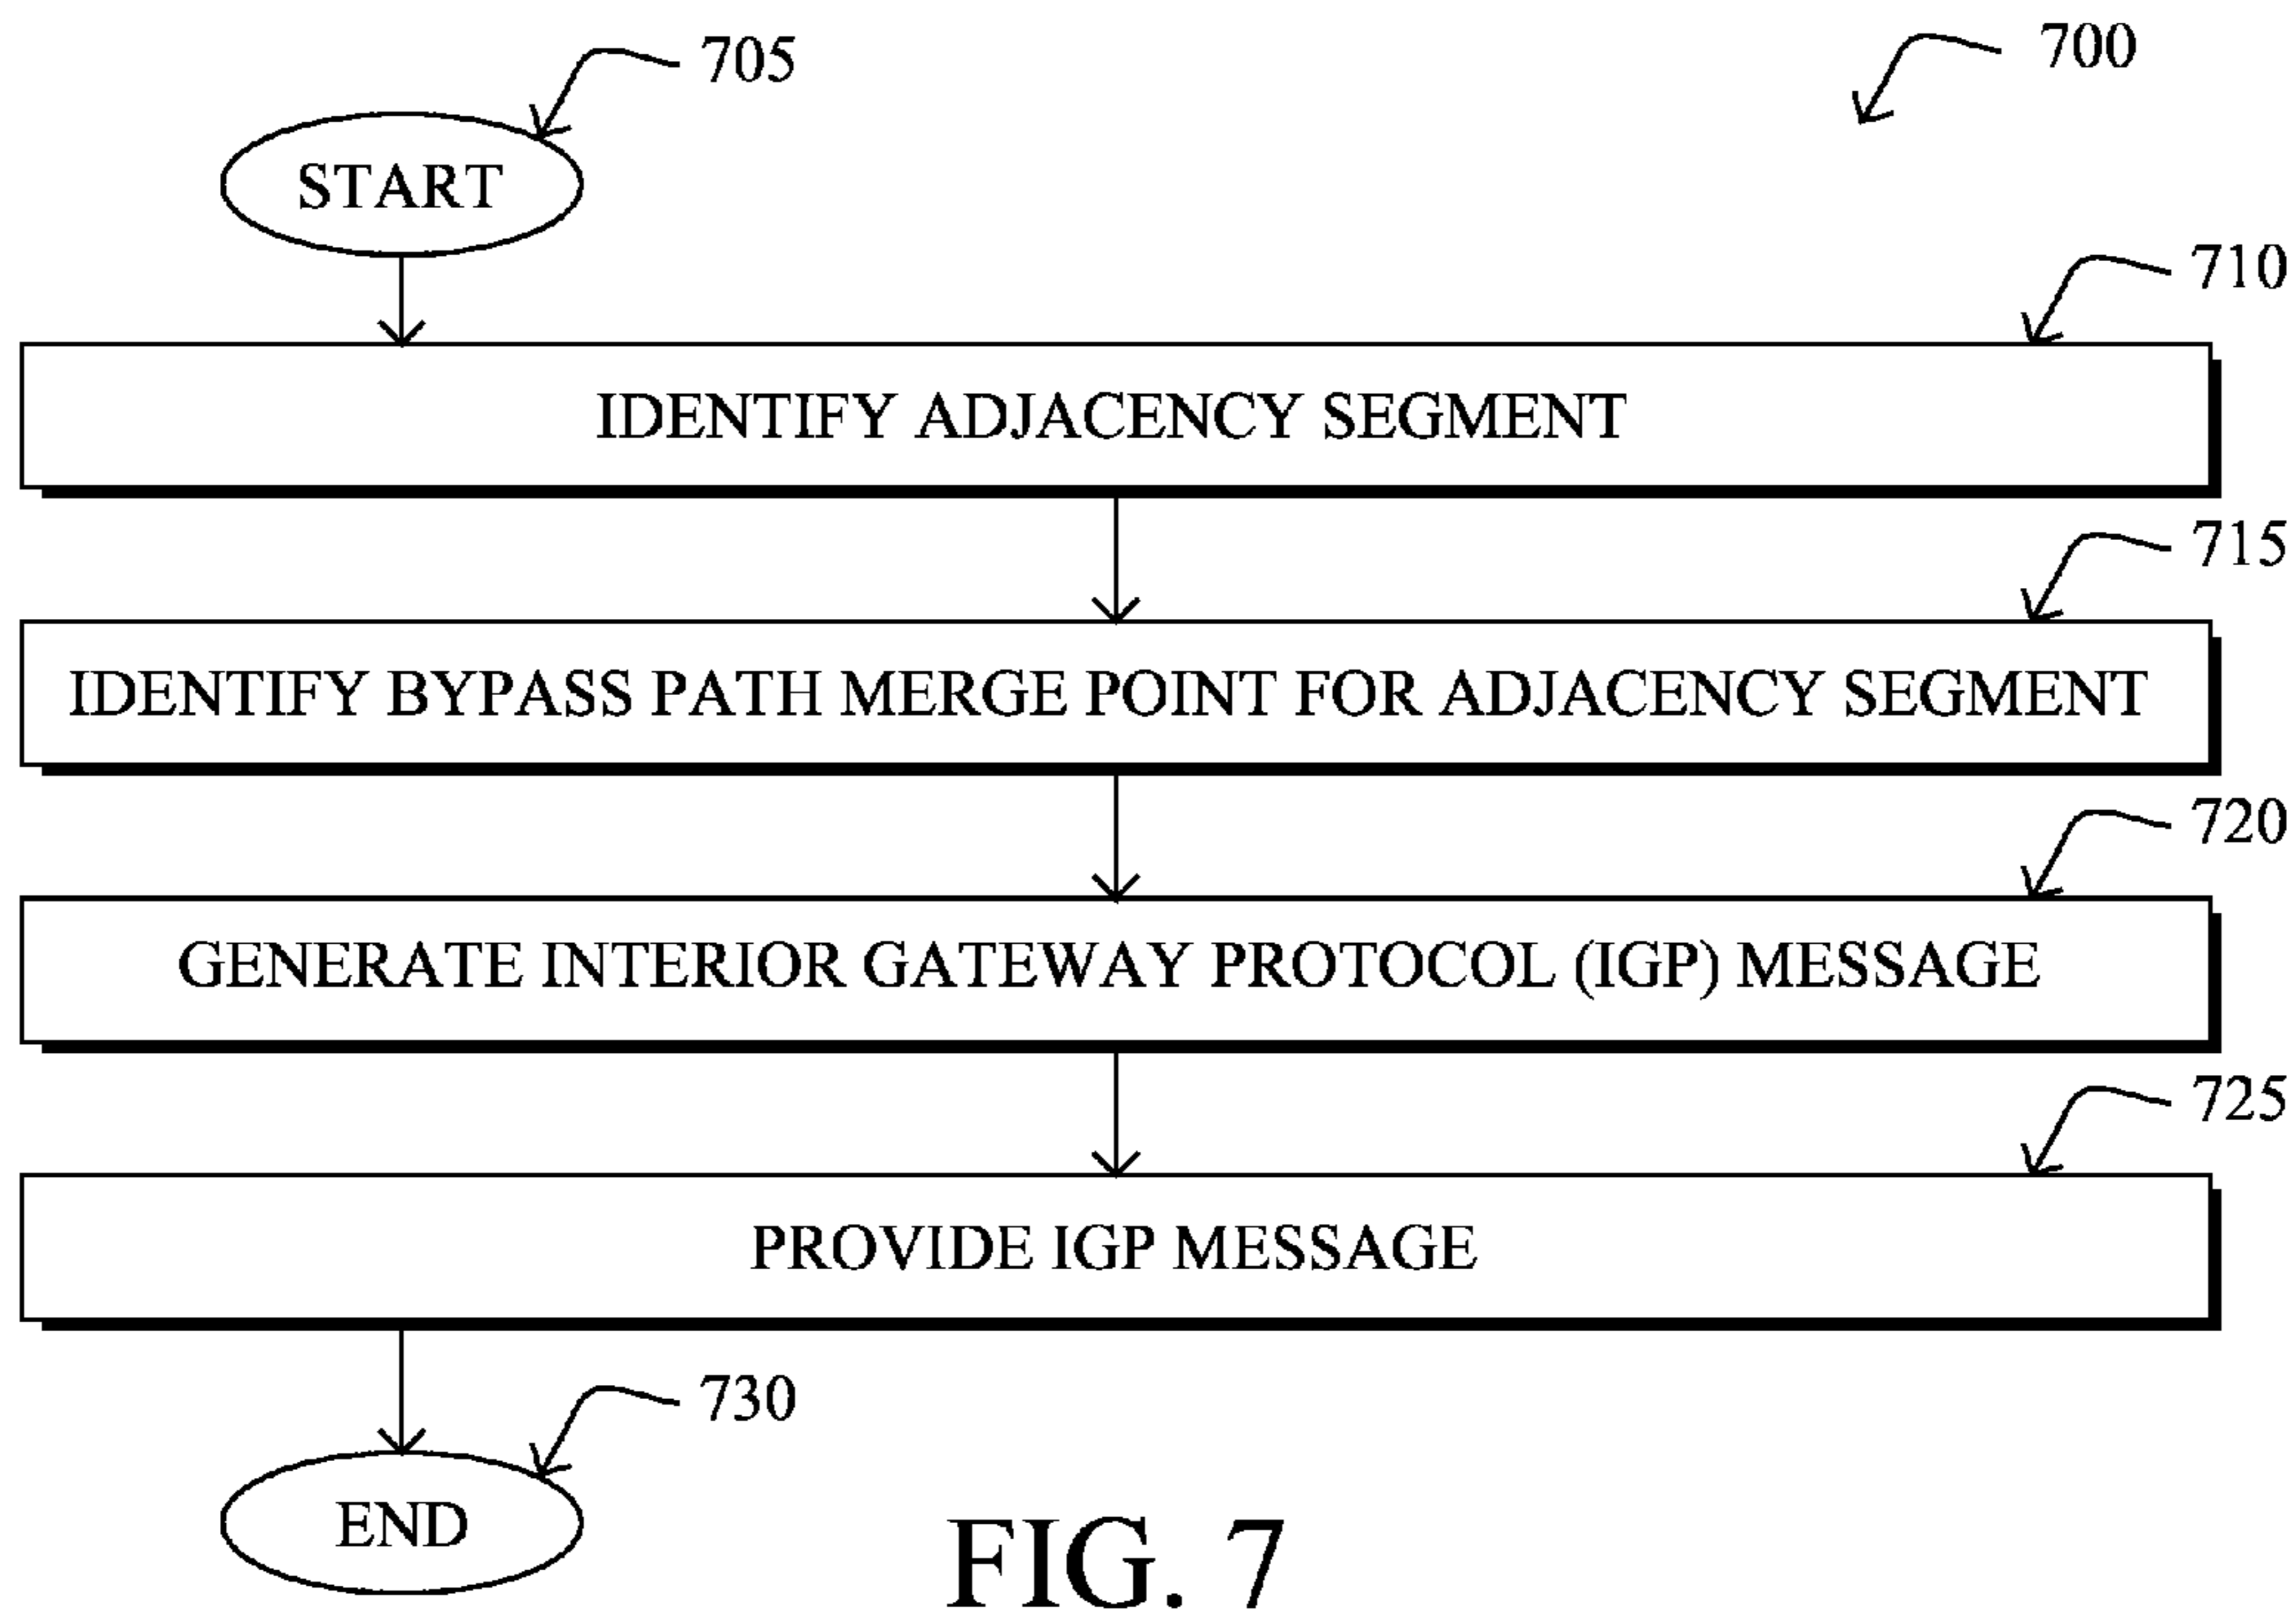 700
705
START
710
IDENTIFY ADJACENCY SEGMENT
715
IDENTIFY BYPASS PATH MERGE POINT FOR ADJACENCY SEGMENT
720
GENERATE INTERIOR GATEWAY PROTOCOL (IGP) MESSAGE
725
PROVIDE IGP MESSAGE
730
END
FIG. 7